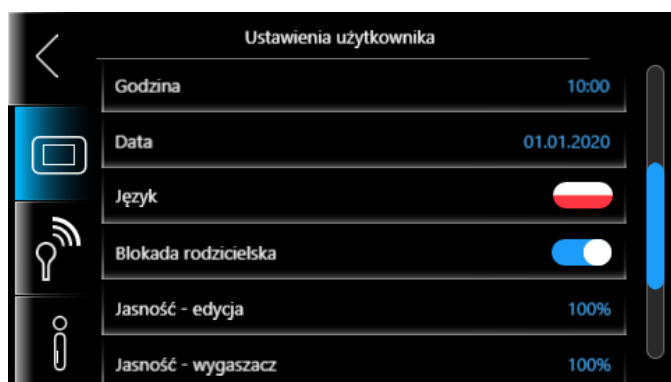 Ustawienia użytkownika
Godzina 10:00
Data 01.01.2020
Język
Blokada rodzicielska
Jasność - edycja 100%
Jasność - wygaszacz 100%